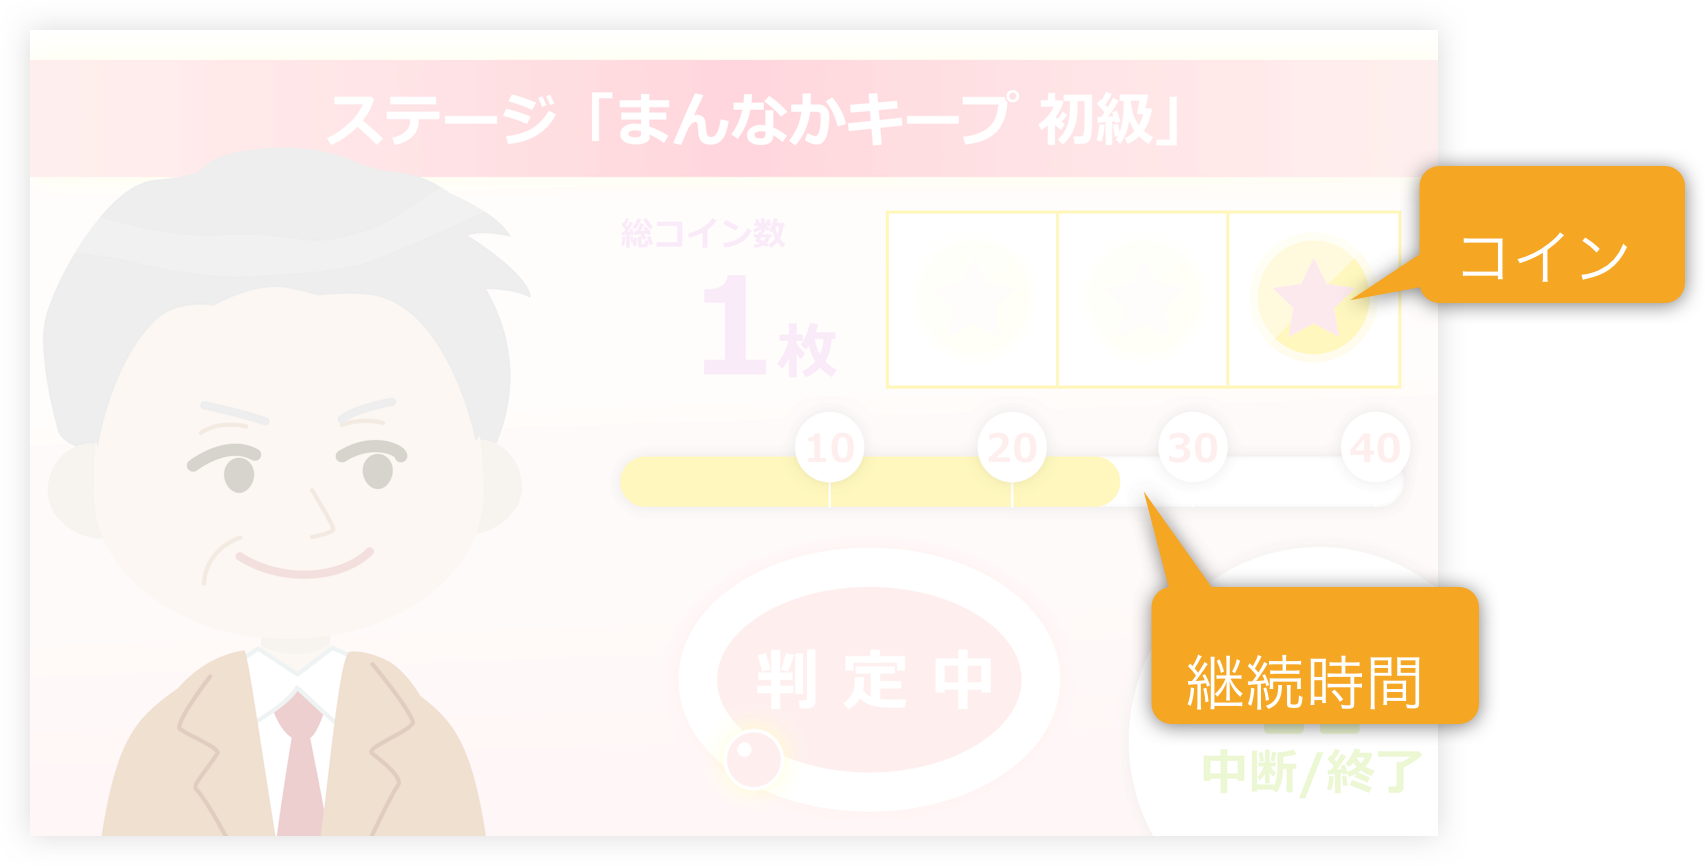 ステージ「まんなかキープ 初級」
総コイン数
1枚
コイン
10 20 30 40
継続時間
判定中
中断/終了